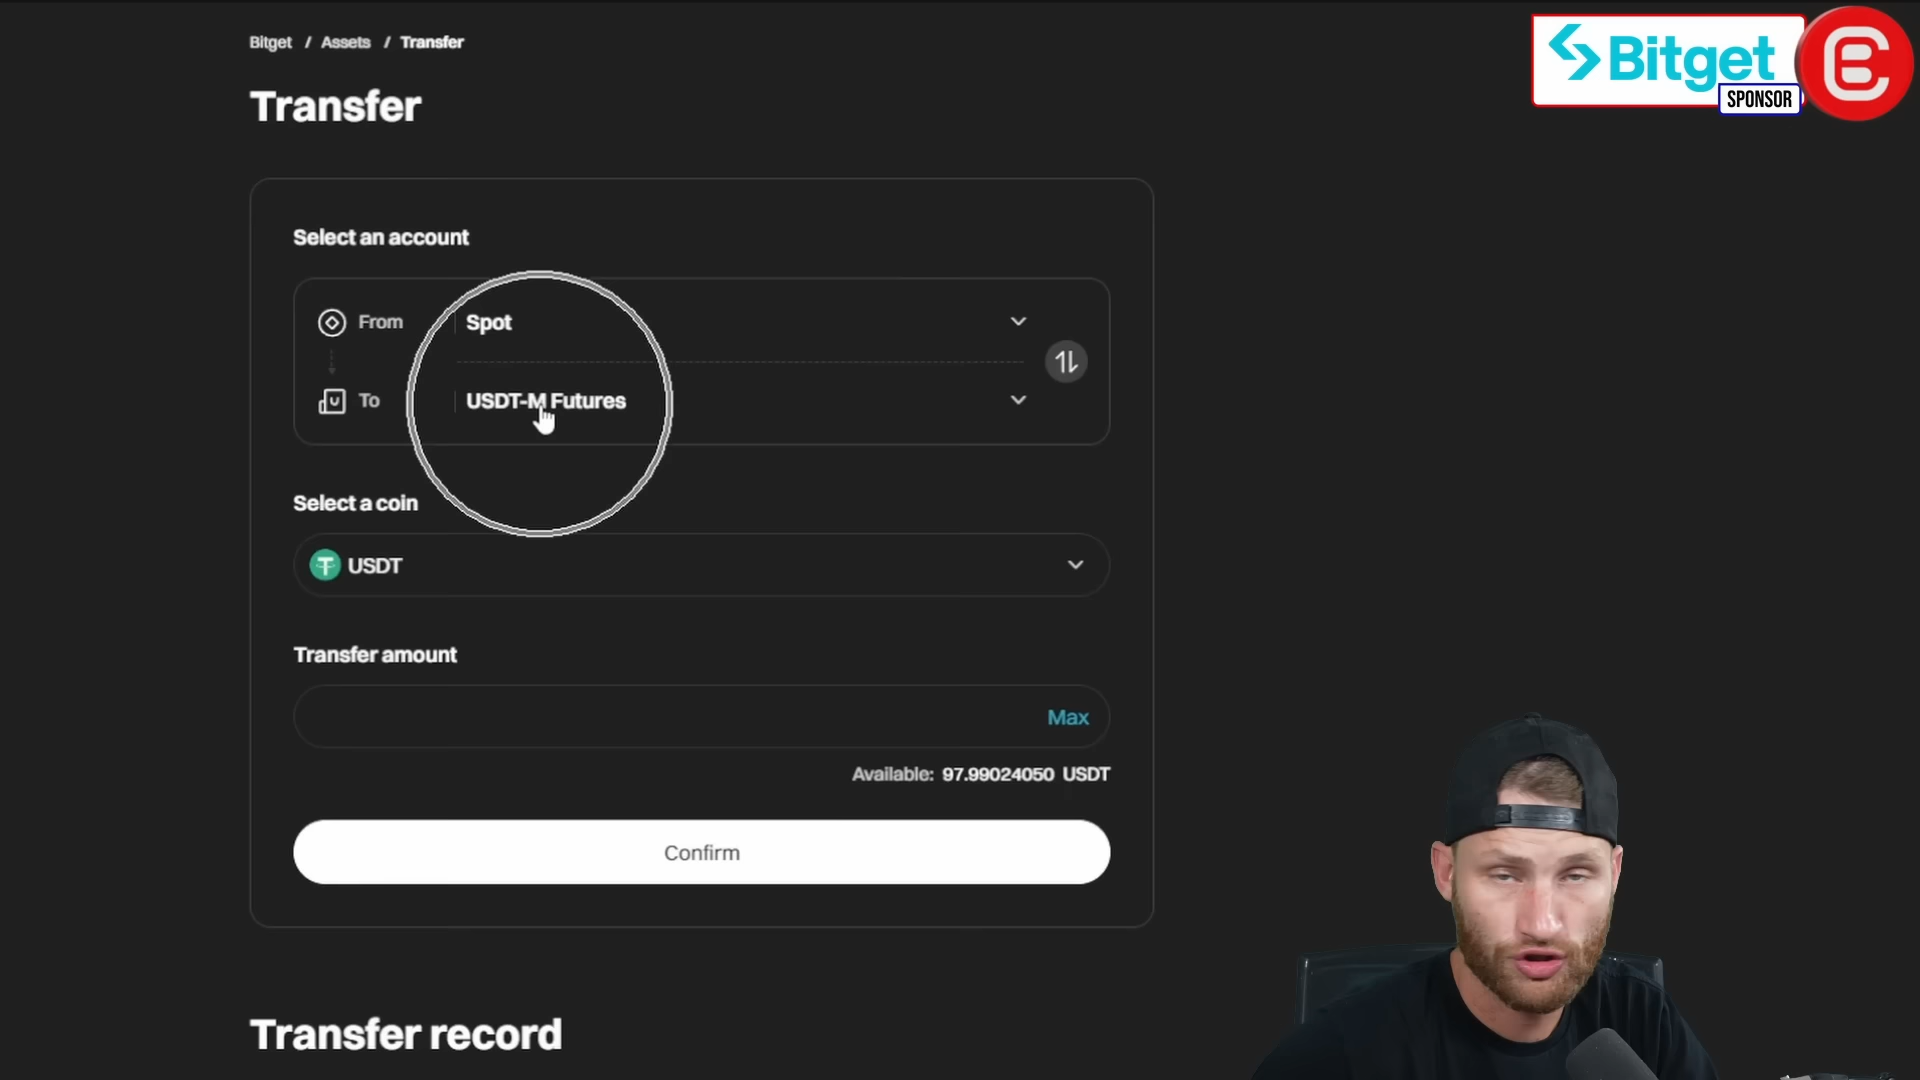 Bitget / Assets / Transfer
Bitget
SPONSOR
Transfer
Select an account
From Spot
To USDT-M Futures
Select a coin
USDT
Transfer amount
Max
Available: 97.99024050 USDT
Confirm
Transfer record